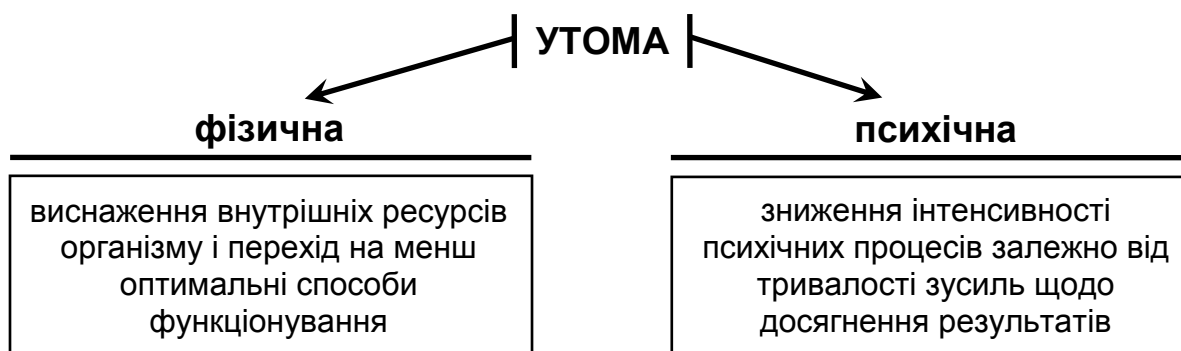 УТОМА
фізична
виснаження внутрішніх ресурсів
організму і перехід на менш
оптимальні способи
функціонування
психічна
зниження інтенсивності
психічних процесів залежно від
тривалості зусиль щодо
досягнення результатів